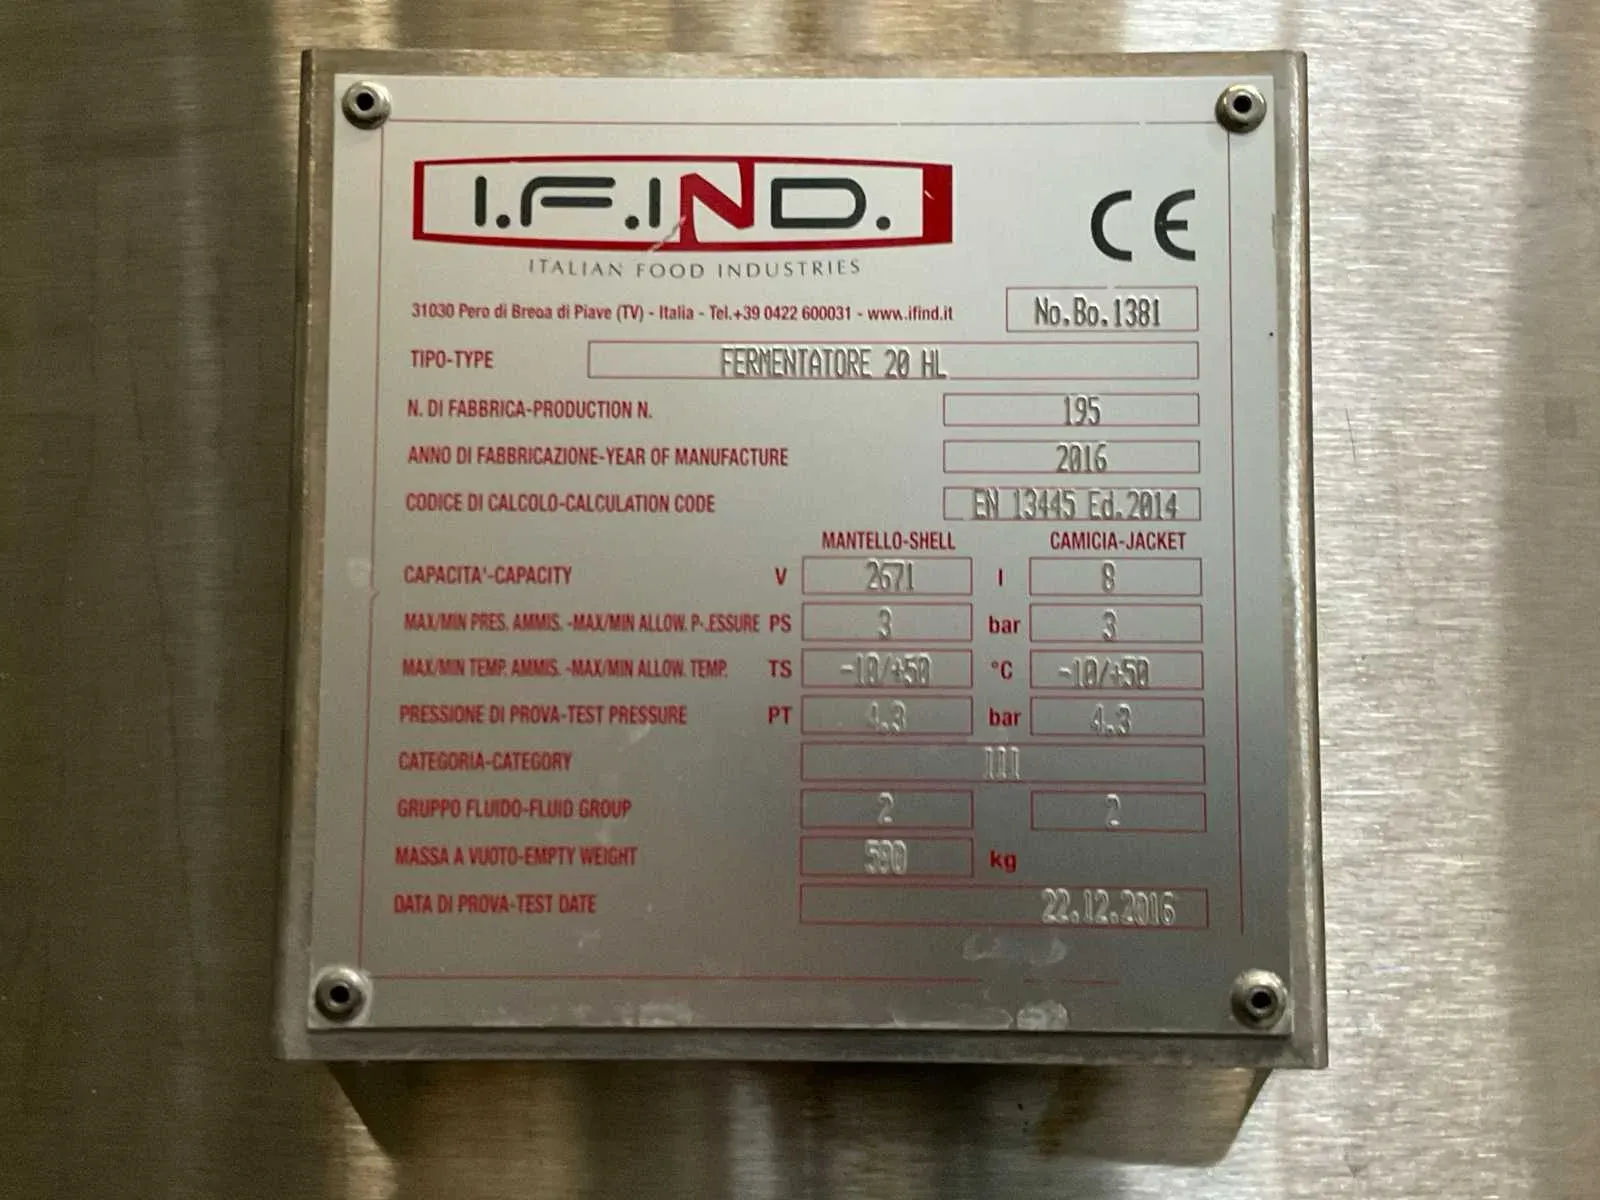 I.F.IND.
ITALIAN FOOD INDUSTRIES
CE
31030 Pero di Breda di Piave (TV) - Italia - Tel.+39 0422 600031 - www.ifind.it
No.Bo.1381
TIPO-TYPE FERMENTATORE 20 HL
N. DI FABBRICA-PRODUCTION N. 195
ANNO DI FABBRICAZIONE-YEAR OF MANUFACTURE 2016
CODICE DI CALCOLO-CALCULATION CODE EN 13445 Ed.2014
MANTELLO-SHELL CAMICIA-JACKET
CAPACITA'-CAPACITY V 2671 l 8
MAX/MIN PRES. AMMIS. -MAX/MIN ALLOW. P-.ESSURE PS 3 bar 3
MAX/MIN TEMP. AMMIS. -MAX/MIN ALLOW. TEMP. TS -10/+50 °C -10/+50
PRESSIONE DI PROVA-TEST PRESSURE PT 4.3 bar 4.3
CATEGORIA-CATEGORY III
GRUPPO FLUIDO-FLUID GROUP 2 2
MASSA A VUOTO-EMPTY WEIGHT 590 kg
DATA DI PROVA-TEST DATE 22.12.2016